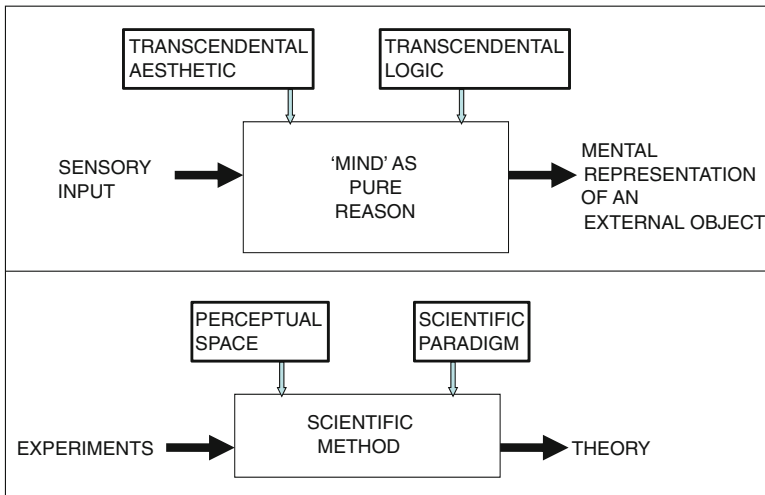 TRANSCENDENTAL
AESTHETIC
TRANSCENDENTAL
LOGIC
SENSORY
INPUT
‘MIND’ AS
PURE
REASON
MENTAL
REPRESENTATION
OF AN
EXTERNAL OBJECT
PERCEPTUAL
SPACE
SCIENTIFIC
PARADIGM
EXPERIMENTS
SCIENTIFIC
METHOD
THEORY